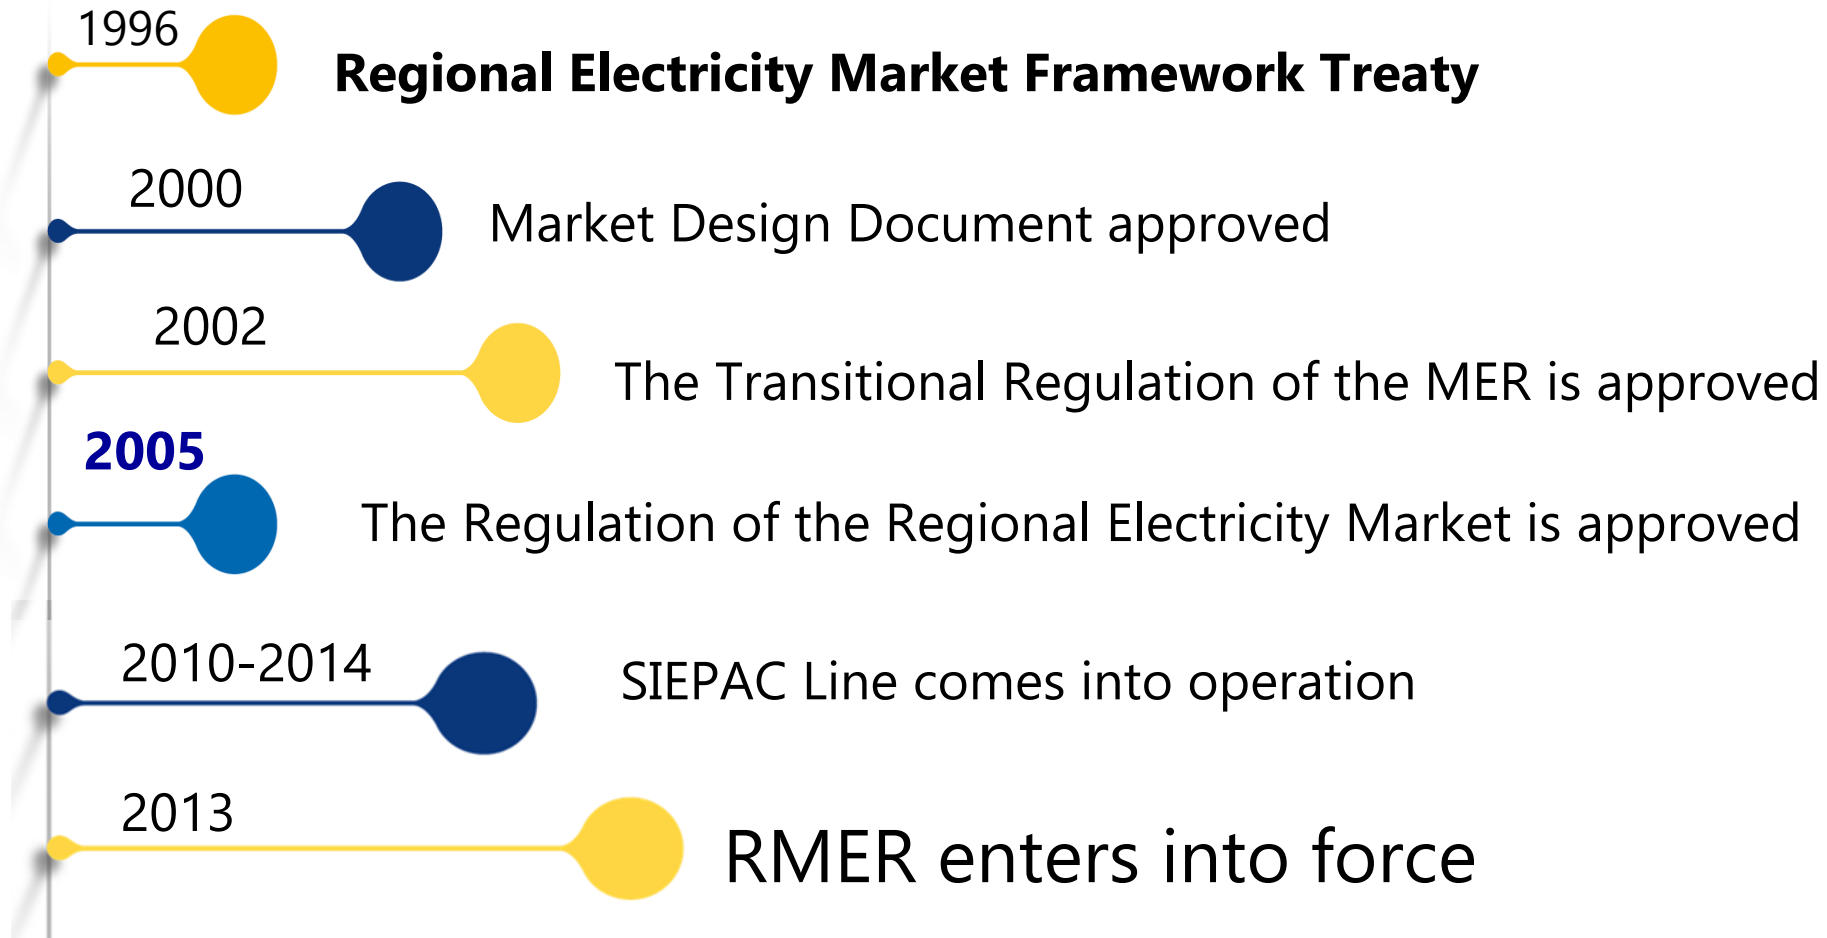 1996
Regional Electricity Market Framework Treaty
2000
Market Design Document approved
2002
The Transitional Regulation of the MER is approved
2005
The Regulation of the Regional Electricity Market is approved
2010-2014
SIEPAC Line comes into operation
2013
RMER enters into force